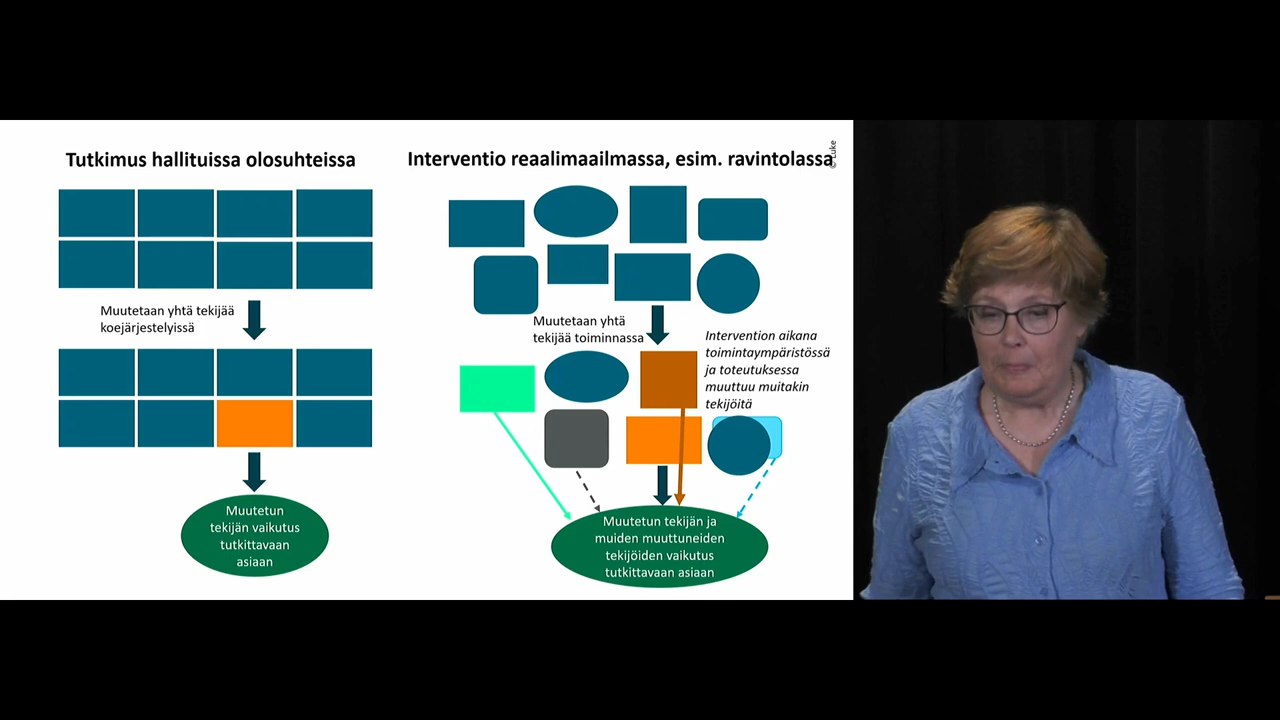 Tutkimus hallituissa olosuhteissa
Muutetaan yhtä tekijää
koejärjestelyissä
Muutetun
tekijän vaikutus
tutkittavaan
asiaan
Interventio reaalimaailmassa, esim. ravintolassa
© Luke
Muutetaan yhtä
tekijää toiminnassa
Intervention aikana
toimintaympäristössä
ja toteutuksessa
muuttuu muitakin
tekijöitä
Muutetun tekijän ja
muiden muuttuneiden
tekijöiden vaikutus
tutkittavaan asiaan